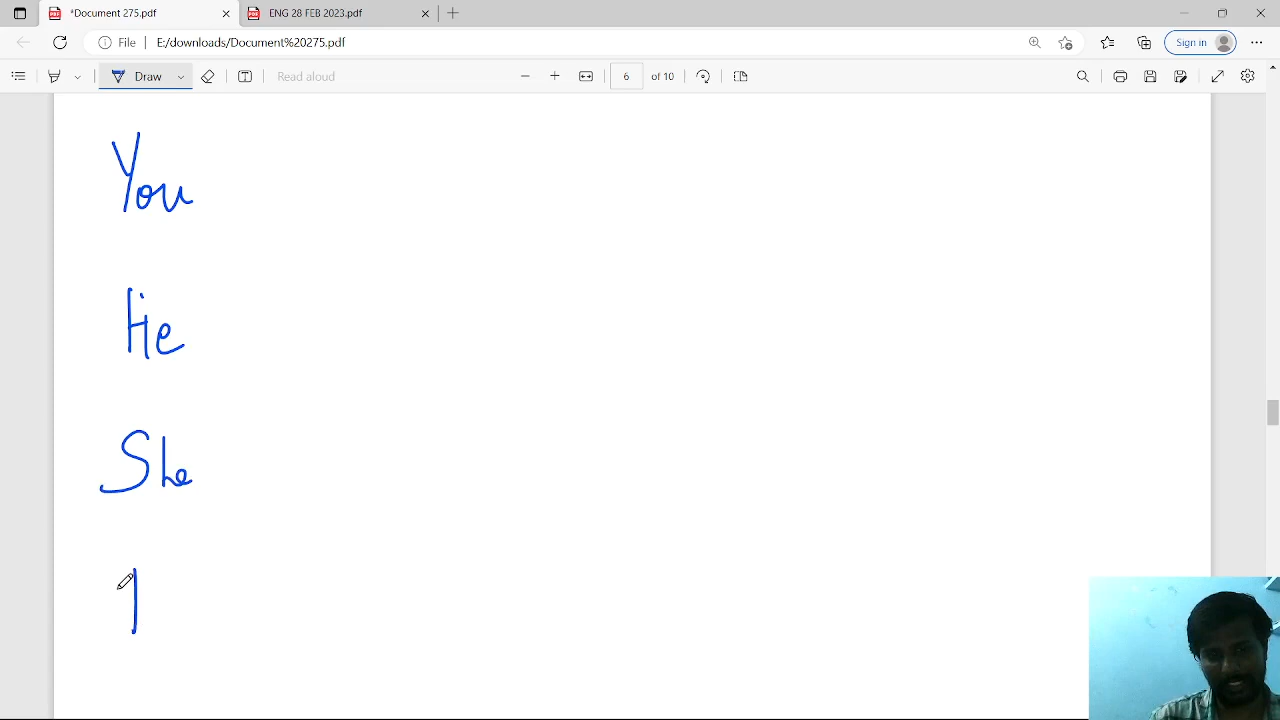 *Document 275.pdf
ENG 28 FEB 2023.pdf
File | E:/downloads/Document%20275.pdf
Sign in
Draw
Read aloud
6 of 10
You
He
She
I